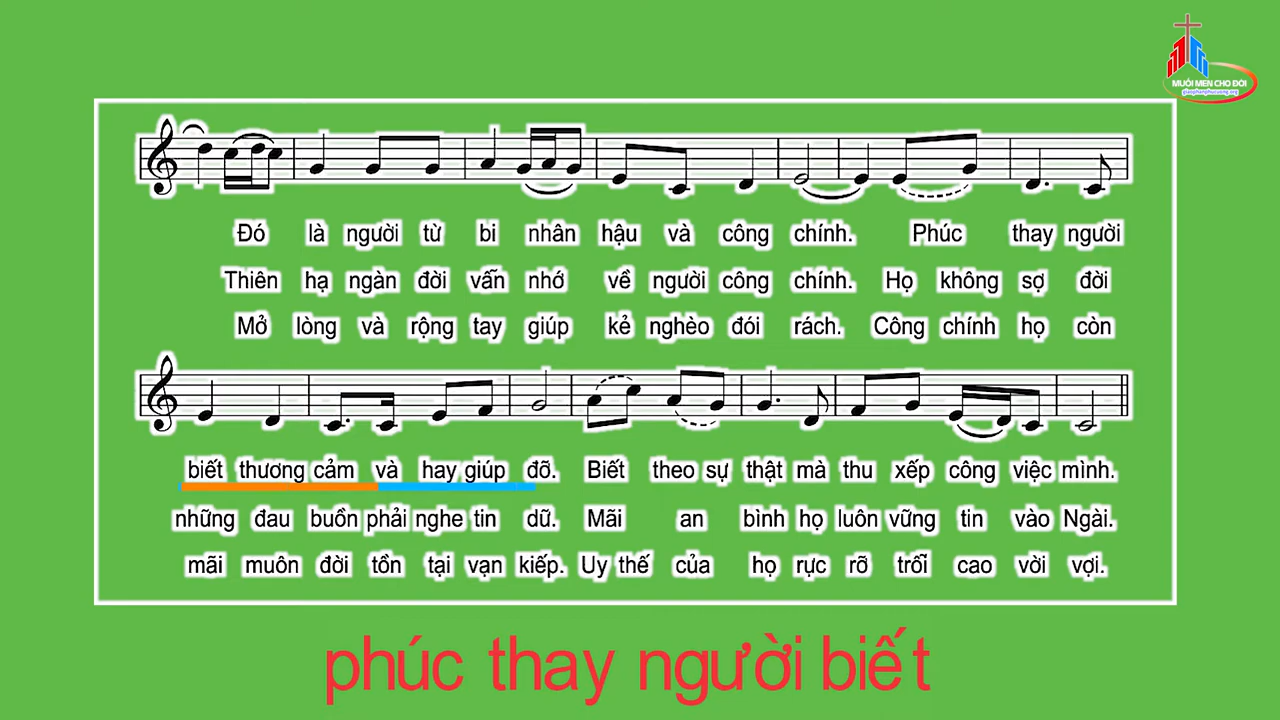 MUỐI MEN CHO ĐỜI
giaophanphucuong.org
Đó là người từ bi nhân hậu và công chính. Phúc thay người
Thiên hạ ngàn đời vẫn nhớ về người công chính. Họ không sợ đời
Mở lòng và rộng tay giúp kẻ nghèo đói rách. Công chính họ còn
biết thương cảm và hay giúp đỡ. Biết theo sự thật mà thu xếp công việc mình.
những đau buồn phải nghe tin dữ. Mãi an bình họ luôn vững tin vào Ngài.
mãi muôn đời tồn tại vạn kiếp. Uy thế của họ rực rỡ trỗi cao vời vợi.
phúc thay người biết